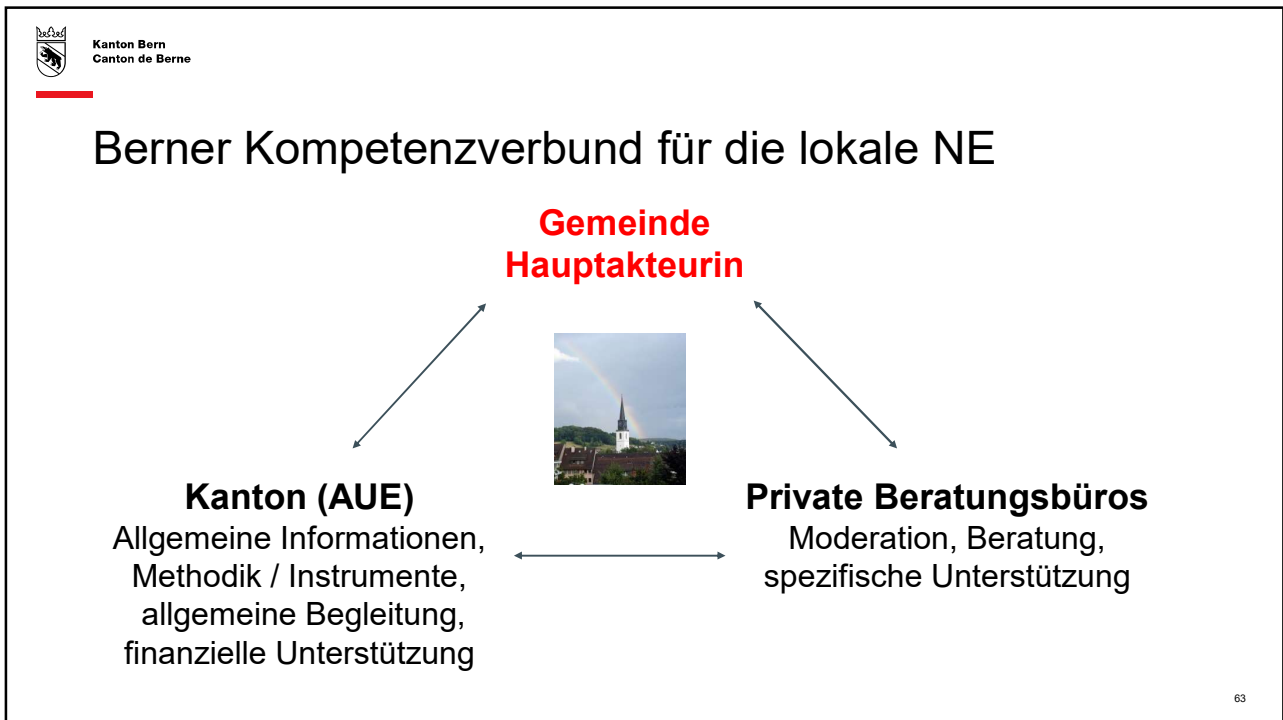 Kanton Bern
Canton de Berne
Berner Kompetenzverbund für die lokale NE
Gemeinde
Hauptakteurin
Kanton (AUE)
Allgemeine Informationen,
Methodik / Instrumente,
allgemeine Begleitung,
finanzielle Unterstützung
Private Beratungsbüros
Moderation, Beratung,
spezifische Unterstützung
63